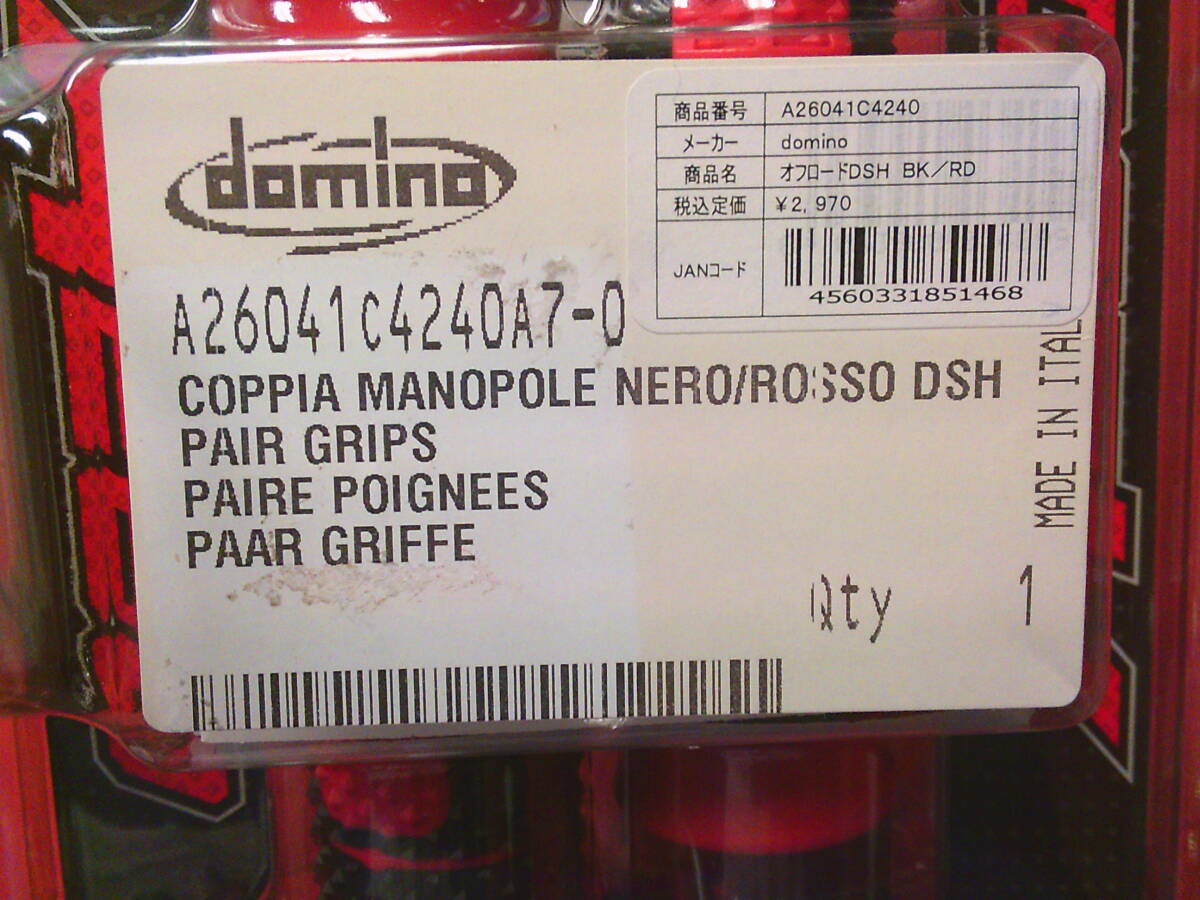 domino
商品番号 A26041C4240
メーカー domino
商品名 オフロードDSH BK／RD
税込定価 ￥2,970
JANコード
4560331851468
A26041C4240A7-0
COPPIA MANOPOLE NERO/ROSSO DSH
PAIR GRIPS
PAIRE POIGNEES
PAAR GRIFFE
MADE IN ITALY
Qty 1